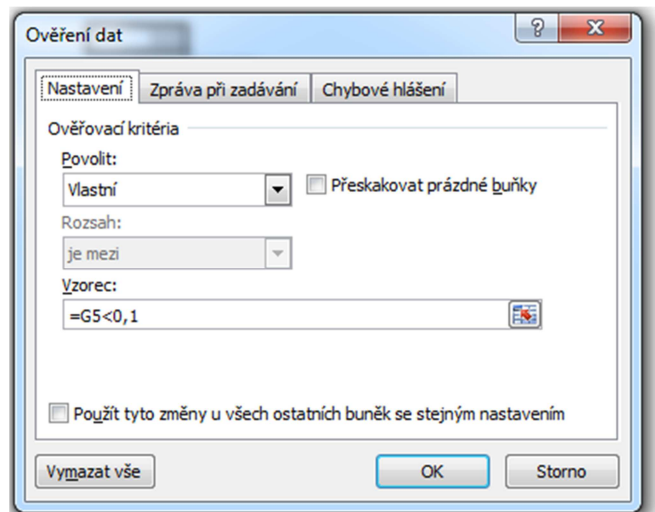 Ověření dat
Nastavení Zpráva při zadávání Chybové hlášení
Ověřovací kritéria
Povolit:
Vlastní Přeskakovat prázdné buňky
Rozsah:
je mezi
Vzorec:
=G5<0,1
Použít tyto změny u všech ostatních buněk se stejným nastavením
Vymazat vše OK Storno